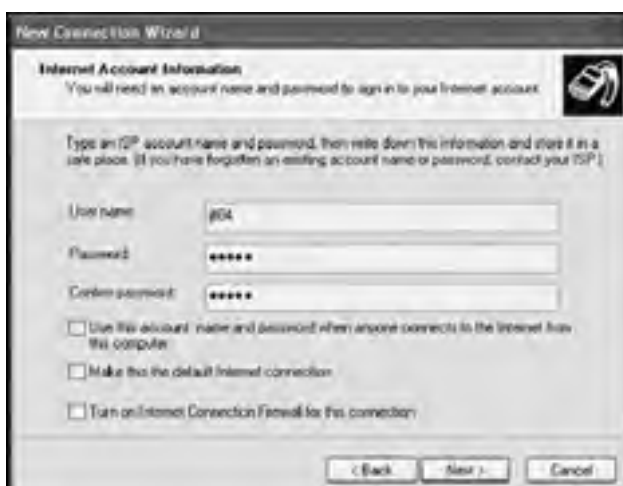 New Connection Wizard
Internet Account Information
You will need an account name and password to sign in to your Internet account.
Type an ISP account name and password, then write down this information and store it in a
safe place. (If you have forgotten an existing account name or password, contact your ISP.)
User name:
Password: •••••
Confirm password: •••••
Use this account name and password when anyone connects to the Internet from
this computer
Make this the default Internet connection
Turn on Internet Connection Firewall for this connection
< Back Next > Cancel